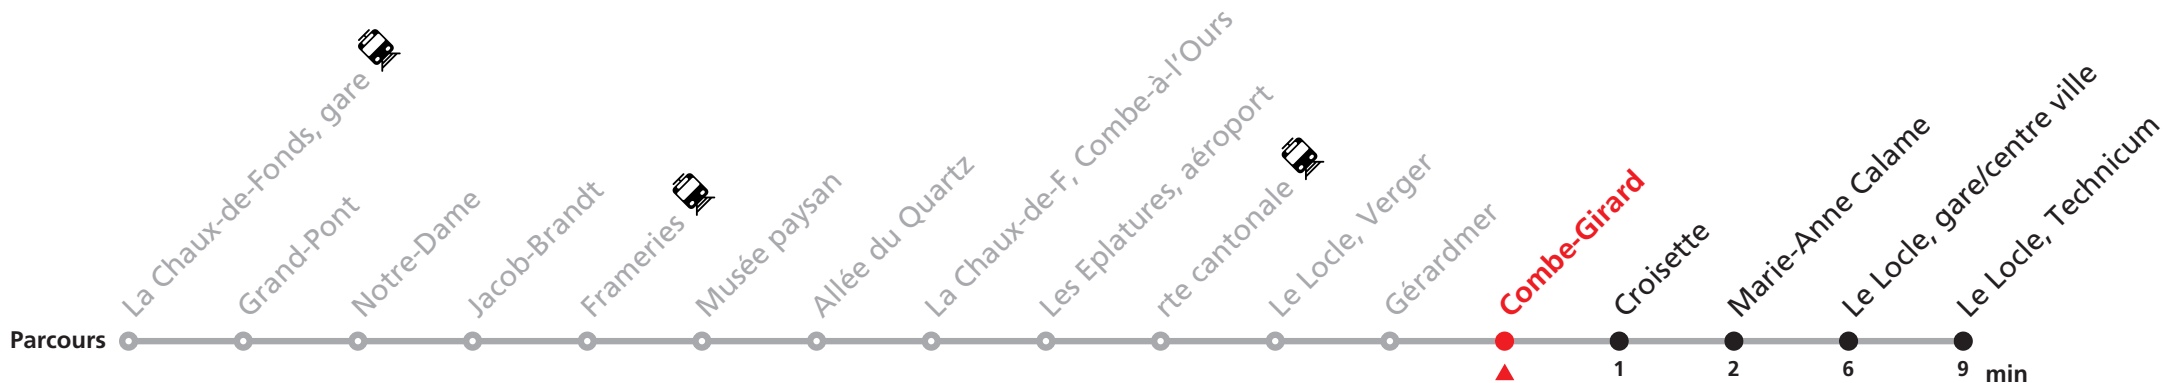 La Chaux-de-Fonds, gare
Grand-Pont
Notre-Dame
Jacob-Brandt
Frameries
Musée paysan
Allée du Quartz
La Chaux-de-F, Combe-à-l'Ours
Les Eplatures, aéroport
rte cantonale
Le Locle, Verger
Gérardmer
Combe-Girard
Croisette
Marie-Anne Calame
Le Locle, gare/centre ville
Le Locle, Technicum
Parcours
1 2 6 9 min